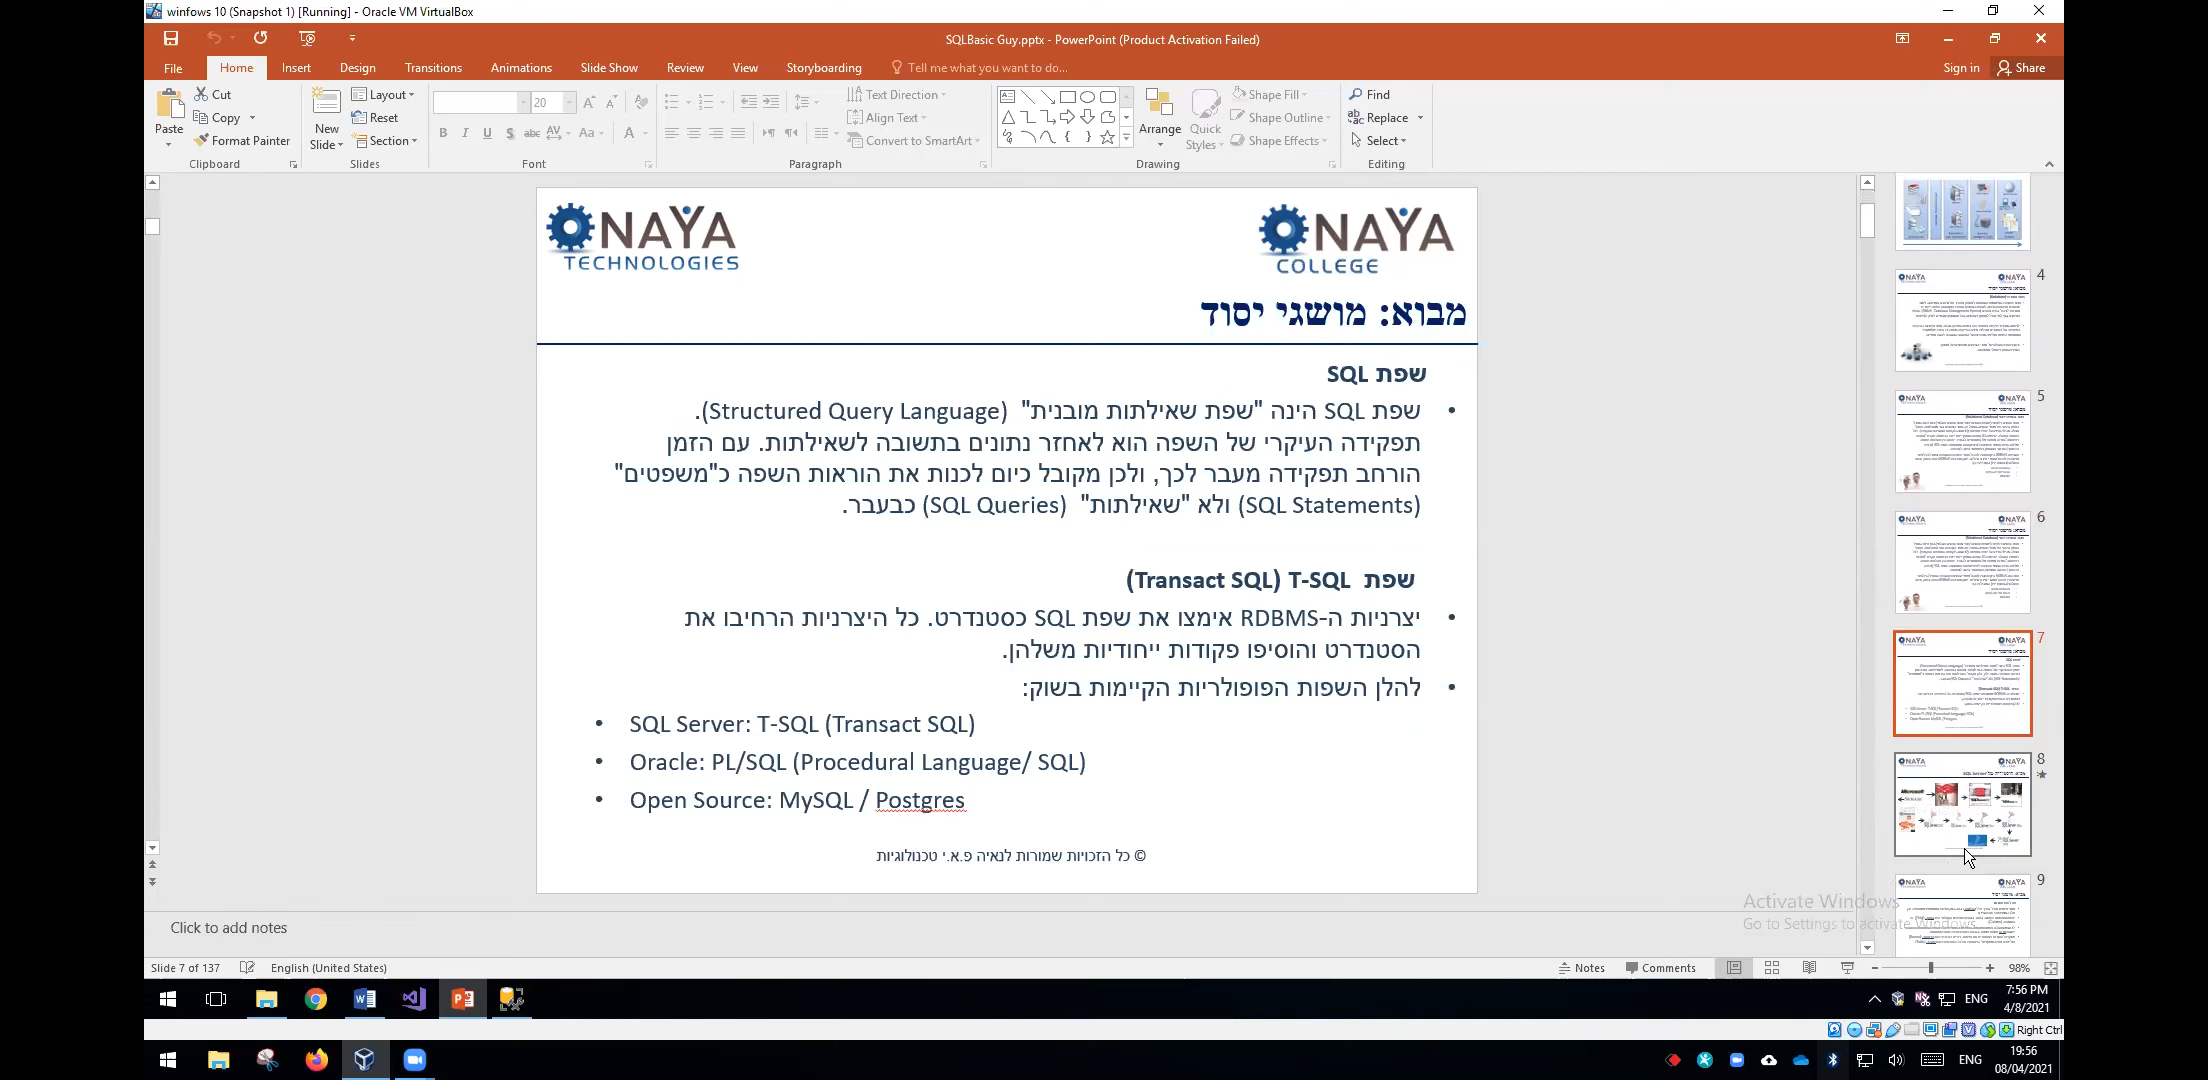 winfows 10 (Snapshot 1) [Running] - Oracle VM VirtualBox
SQLBasic Guy.pptx - PowerPoint (Product Activation Failed)
File
Home
Insert
Design
Transitions
Animations
Slide Show
Review
View
Storyboarding
Tell me what you want to do...
Sign in
Share
Paste
Cut
Copy
Format Painter
Clipboard
New Slide
Layout
Reset
Section
Slides
20
Font
Text Direction
Align Text
Convert to SmartArt
Paragraph
Arrange
Quick Styles
Shape Fill
Shape Outline
Shape Effects
Drawing
Find
Replace
Select
Editing
NAYA TECHNOLOGIES
NAYA COLLEGE
מבוא: מושגי יסוד
שפת SQL
• שפת SQL הינה "שפת שאילתות מובנית" (Structured Query Language).
תפקידה העיקרי של השפה הוא לאחזר נתונים בתשובה לשאילתות. עם הזמן
הורחב תפקידה מעבר לכך, ולכן מקובל כיום לכנות את הוראות השפה כ"משפטים"
(SQL Statements) ולא "שאילתות" (SQL Queries) כבעבר.
שפת T-SQL (Transact SQL)
• יצרניות ה-RDBMS אימצו את שפת SQL כסטנדרט. כל היצרניות הרחיבו את
הסטנדרט והוסיפו פקודות ייחודיות משלהן.
• להלן השפות הפופולריות הקיימות בשוק:
• SQL Server: T-SQL (Transact SQL)
• Oracle: PL/SQL (Procedural Language/ SQL)
• Open Source: MySQL / Postgres
© כל הזכויות שמורות לנאיה פ.א.י טכנולוגיות
4
5
6
7
8
9
Activate Windows
Go to Settings to activate Windows.
Click to add notes
Slide 7 of 137
English (United States)
Notes
Comments
98%
ENG
7:56 PM
4/8/2021
Right Ctrl
ENG
19:56
08/04/2021